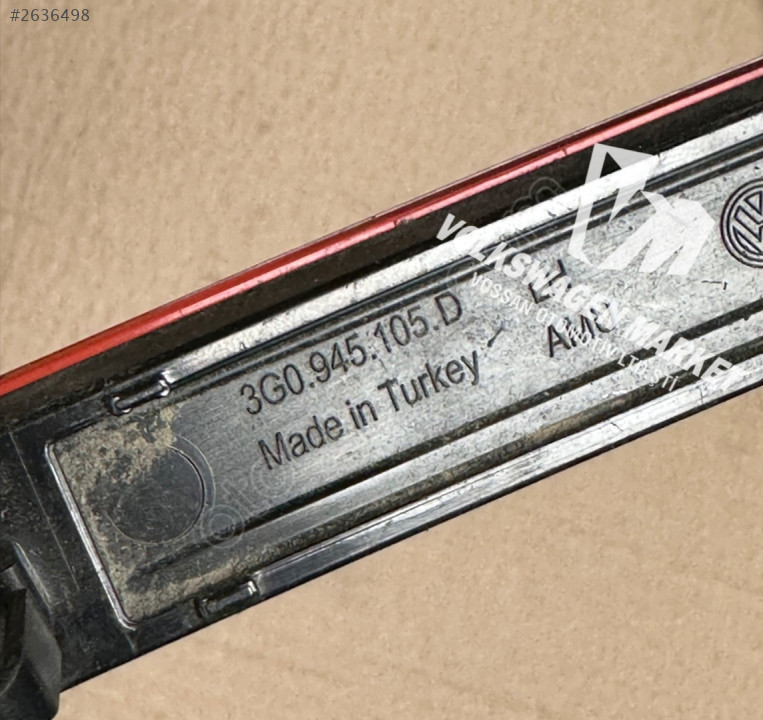 #2636498
3G0.945.105.D
Made in Turkey
VOLKSWAGEN MARKET